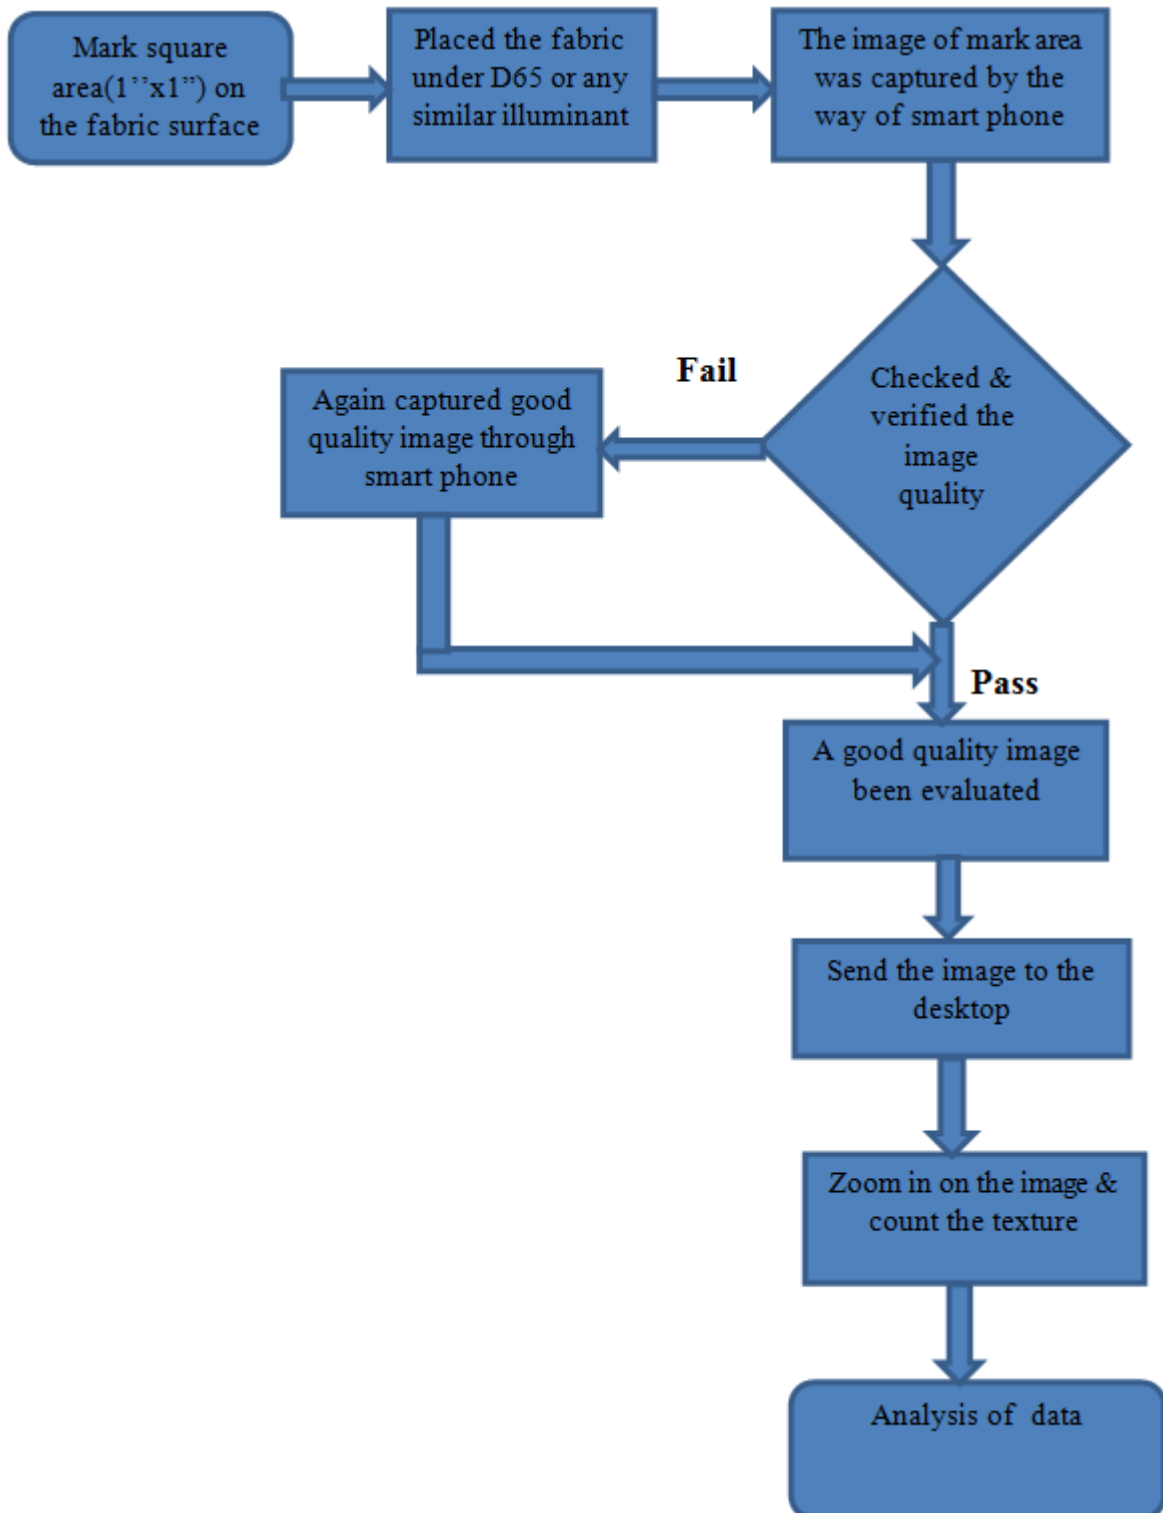 Mark square
area(1’’x1”) on
the fabric surface
Placed the fabric
under D65 or any
similar illuminant
The image of mark area
was captured by the
way of smart phone
Checked &
verified the
image
quality
Fail
Again captured good
quality image through
smart phone
Pass
A good quality image
been evaluated
Send the image to the
desktop
Zoom in on the image &
count the texture
Analysis of data